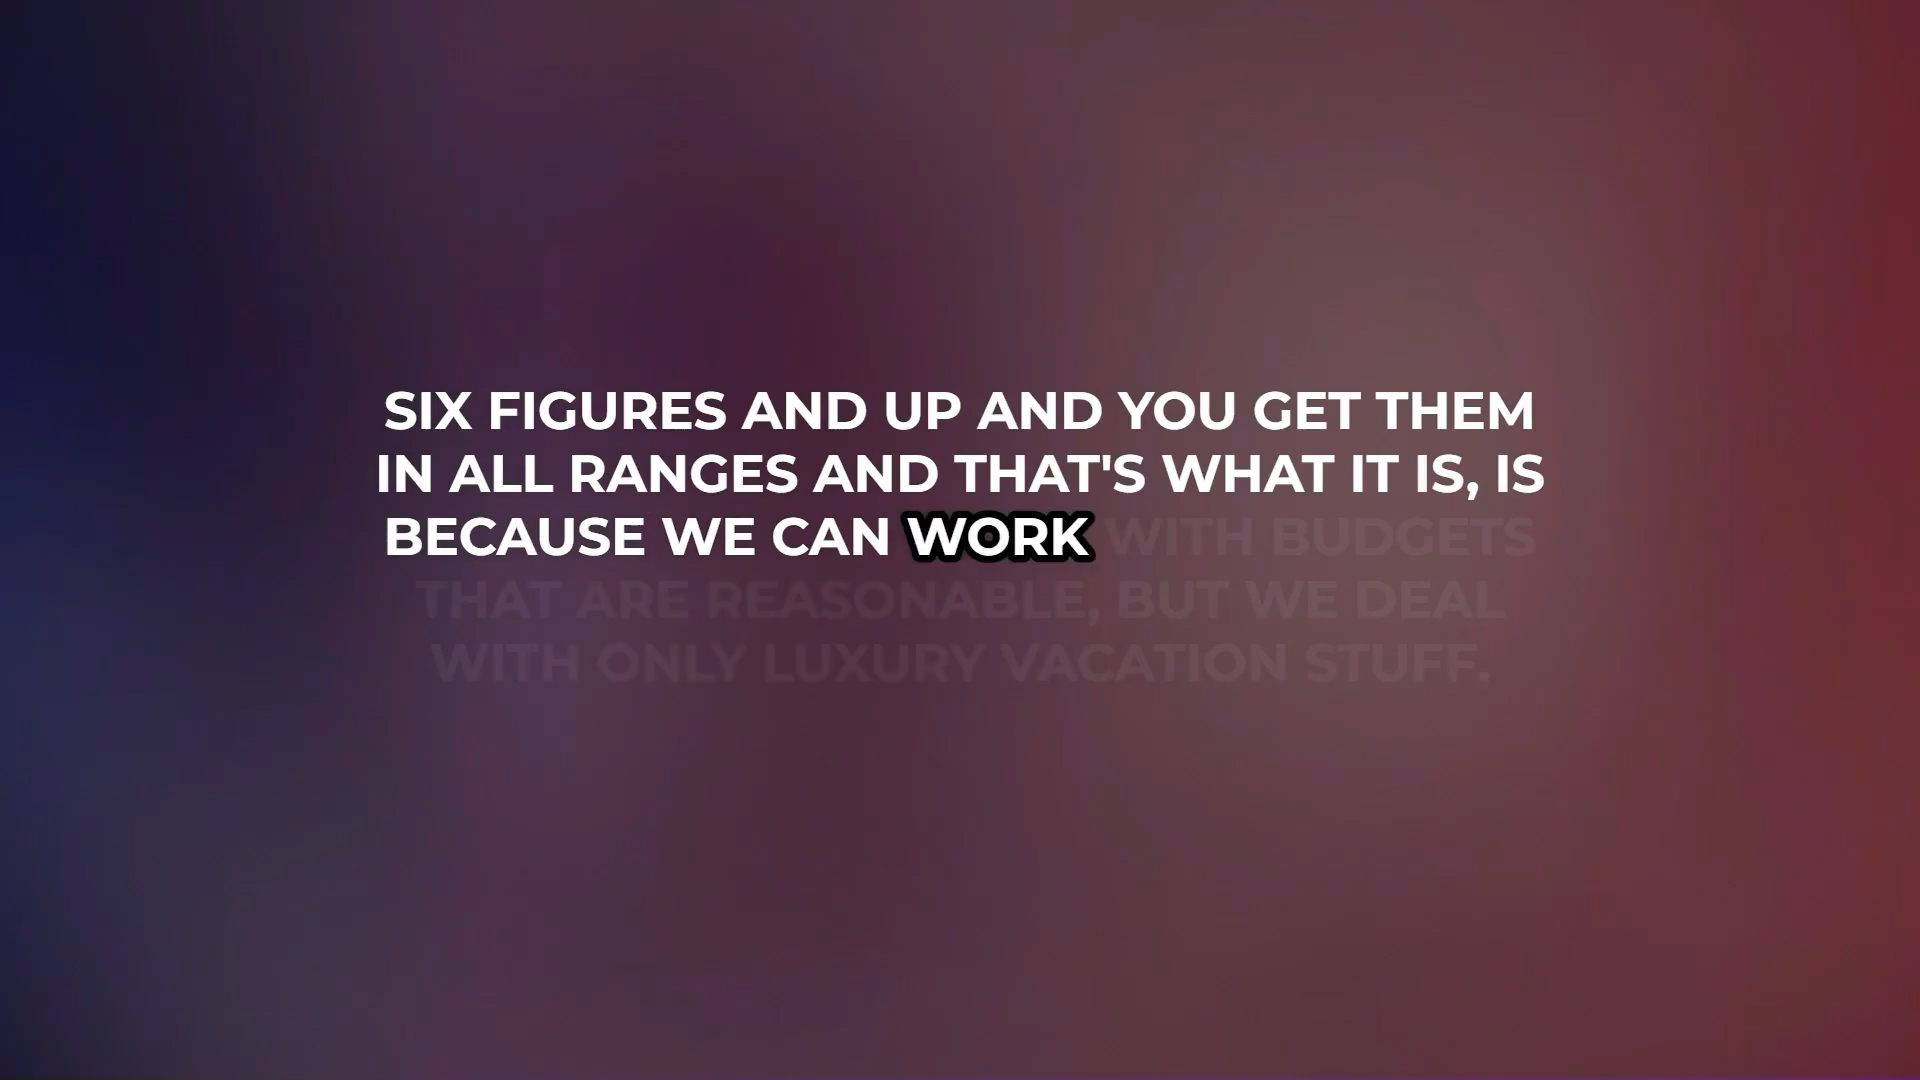 SIX FIGURES AND UP AND YOU GET THEM
IN ALL RANGES AND THAT'S WHAT IT IS, IS
BECAUSE WE CAN WORK WITH BUDGETS
THAT ARE REASONABLE, BUT WE DEAL
WITH ONLY LUXURY VACATION STUFF.